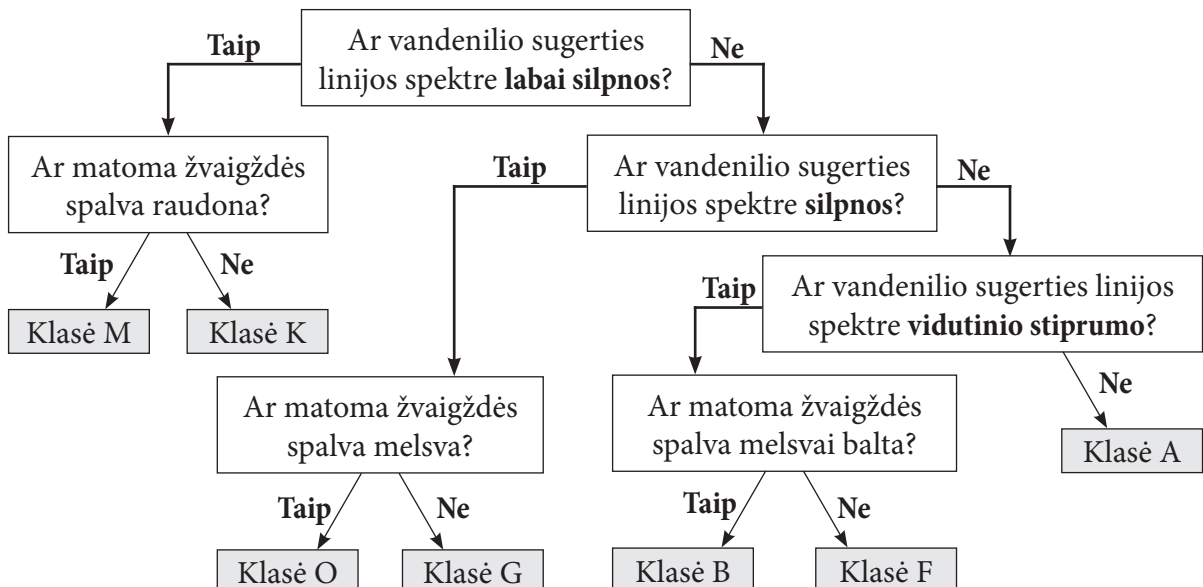 Taip
Ar vandenilio sugerties
linijos spektre labai silpnos?
Ne
Ar matoma žvaigždės
spalva raudona?
Taip
Ne
Klasė M
Klasė K
Taip
Ar vandenilio sugerties
linijos spektre silpnos?
Ne
Ar matoma žvaigždės
spalva melsva?
Taip
Ne
Klasė O
Klasė G
Taip
Ar vandenilio sugerties linijos
spektre vidutinio stiprumo?
Ne
Ar matoma žvaigždės
spalva melsvai balta?
Taip
Ne
Klasė B
Klasė F
Klasė A